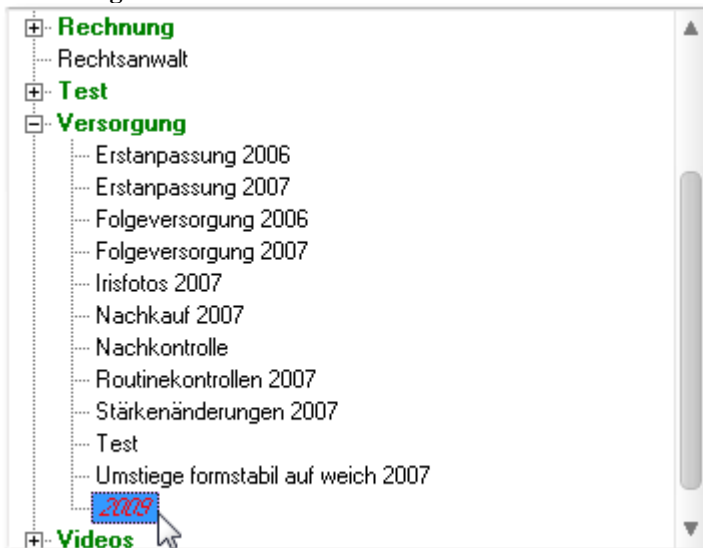 Rechnung
Rechtsanwalt
Test
Versorgung
Erstanpassung 2006
Erstanpassung 2007
Folgeversorgung 2006
Folgeversorgung 2007
Irisfotos 2007
Nachkauf 2007
Nachkontrolle
Routinekontrollen 2007
Stärkenänderungen 2007
Test
Umstiege formstabil auf weich 2007
2009
Videos